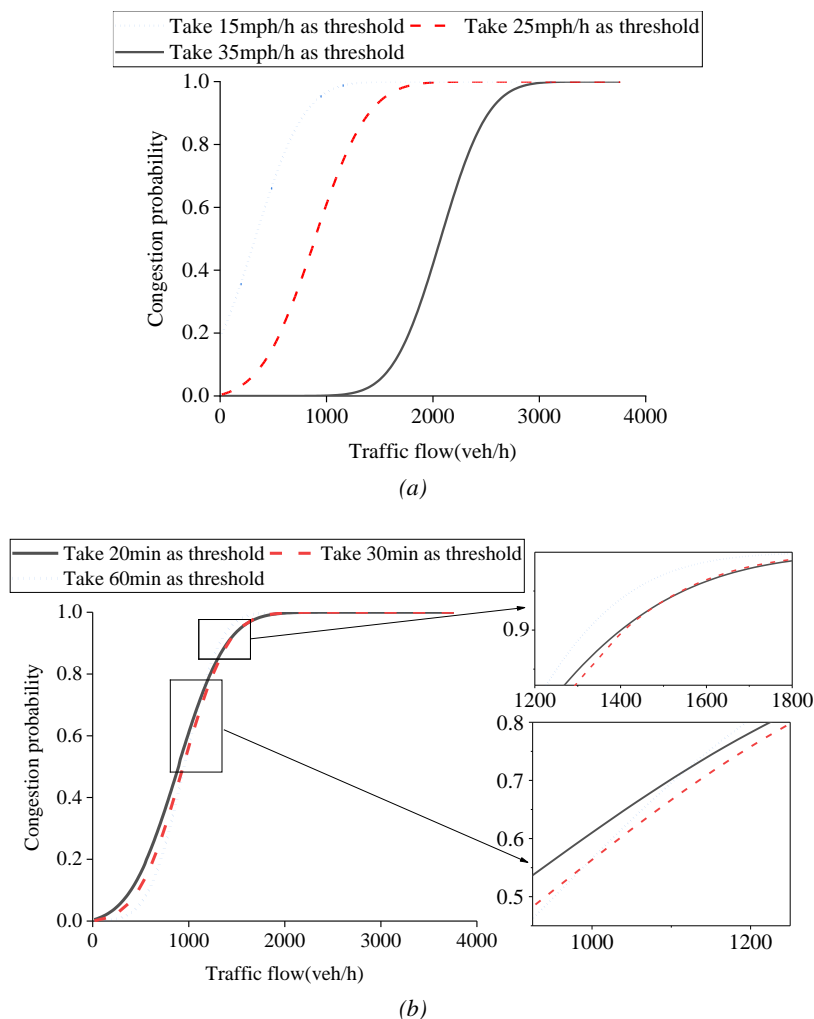 Take 15mph/h as threshold Take 25mph/h as threshold
Take 35mph/h as threshold
1.0
0.8
0.6
0.4
0.2
0.0
0 1000 2000 3000 4000
Congestion probability
Traffic flow(veh/h)
(a)
Take 20min as threshold Take 30min as threshold
Take 60min as threshold
1.0
0.8
0.6
0.4
0.2
0.0
0 1000 2000 3000 4000
Congestion probability
Traffic flow(veh/h)
0.9
1200 1400 1600 1800
0.8
0.7
0.6
0.5
1000 1200
(b)